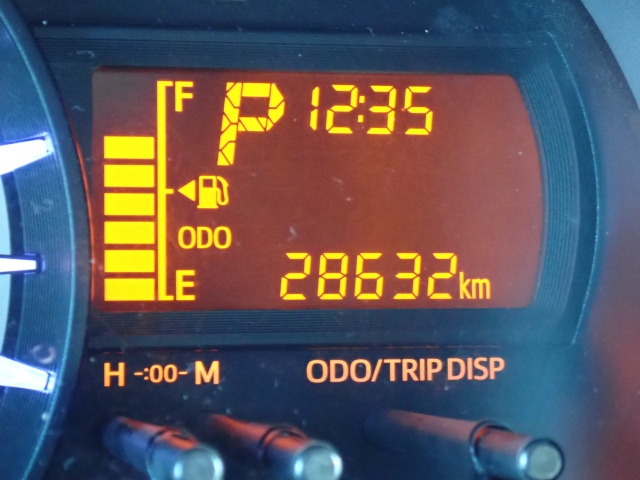 F P 12:35
ODO
E 28632km
H -:00- M ODO/TRIP DISP